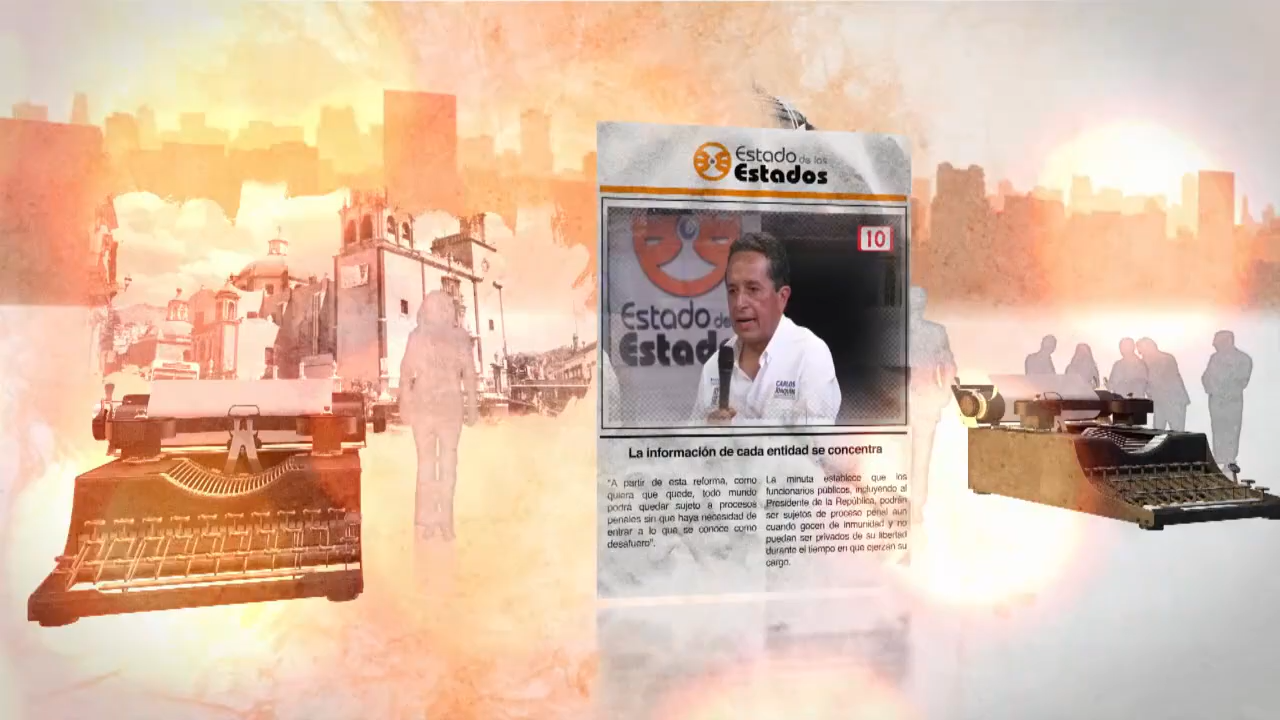 Estado de los
Estados
10
Estado de
Estad
CARLOS
JOAQUÍN
La información de cada entidad se concentra
"A partir de esta reforma, como
quiera que quede, todo mundo
podrá quedar sujeto a procesos
penales sin que haya necesidad de
entrar a lo que se conoce como
desafuero".
La minuta establece que los
funcionarios públicos, incluyendo al
Presidente de la República, podrán
ser sujetos de proceso penal aun
cuando gocen de inmunidad y no
puedan ser privados de su libertad
durante el tiempo en que ejerzan su
cargo.